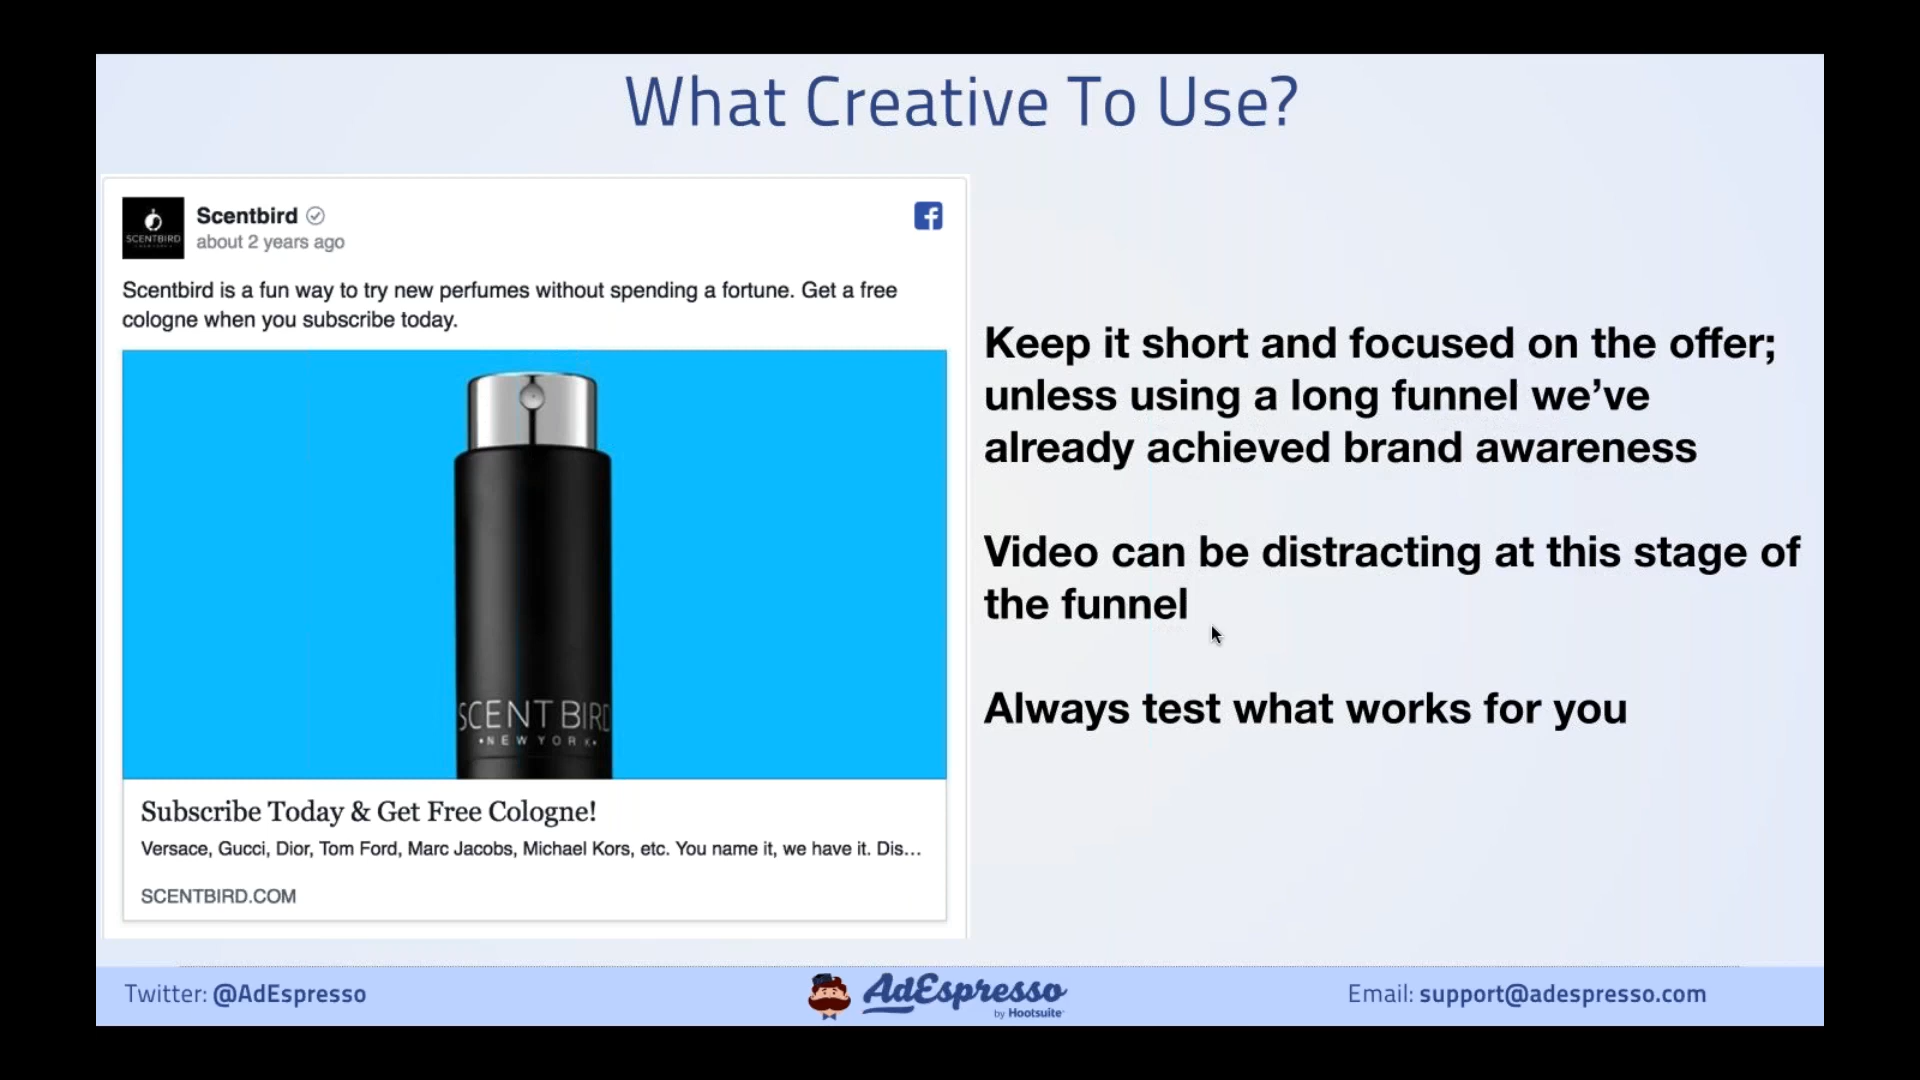 What Creative To Use?
SCENTBIRD
Scentbird
about 2 years ago
Scentbird is a fun way to try new perfumes without spending a fortune. Get a free
cologne when you subscribe today.
SCENT BIRD
•NEW YORK•
Subscribe Today & Get Free Cologne!
Versace, Gucci, Dior, Tom Ford, Marc Jacobs, Michael Kors, etc. You name it, we have it. Dis...
SCENTBIRD.COM
Keep it short and focused on the offer;
unless using a long funnel we’ve
already achieved brand awareness
Video can be distracting at this stage of
the funnel
Always test what works for you
Twitter: @AdEspresso
AdEspresso
by Hootsuite
Email: support@adespresso.com